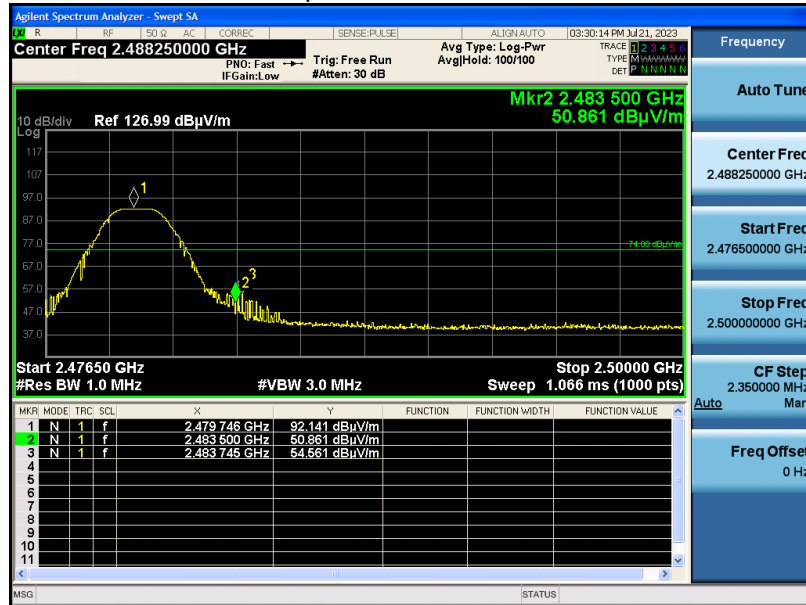 Agilent Spectrum Analyzer - Swept SA
LXI R RF 50 Ω AC CORREC SENSE:PULSE ALIGN AUTO 03:30:14 PM Jul 21, 2023
Center Freq 2.488250000 GHz
PNO: Fast
IFGain:Low
Trig: Free Run
#Atten: 30 dB
Avg Type: Log-Pwr
Avg|Hold: 100/100
TRACE 1 2 3 4 5 6
TYPE M WWWWW
DET P N N N N N
Mkr2 2.483 500 GHz
50.861 dBµV/m
10 dB/div Ref 126.99 dBµV/m
Log
117
107
97.0
87.0
77.0
67.0
57.0
47.0
37.0
1
2
3
74.00 dBµV/m
Start 2.47650 GHz Stop 2.50000 GHz
#Res BW 1.0 MHz #VBW 3.0 MHz Sweep 1.066 ms (1000 pts)
MKR MODE TRC SCL X Y FUNCTION FUNCTION WIDTH FUNCTION VALUE
1 N 1 f 2.479 746 GHz 92.141 dBµV/m
2 N 1 f 2.483 500 GHz 50.861 dBµV/m
3 N 1 f 2.483 745 GHz 54.561 dBµV/m
4
5
6
7
8
9
10
11
MSG STATUS
Frequency
Auto Tune
Center Freq
2.488250000 GHz
Start Freq
2.476500000 GHz
Stop Freq
2.500000000 GHz
CF Step
2.350000 MHz
Auto Man
Freq Offset
0 Hz